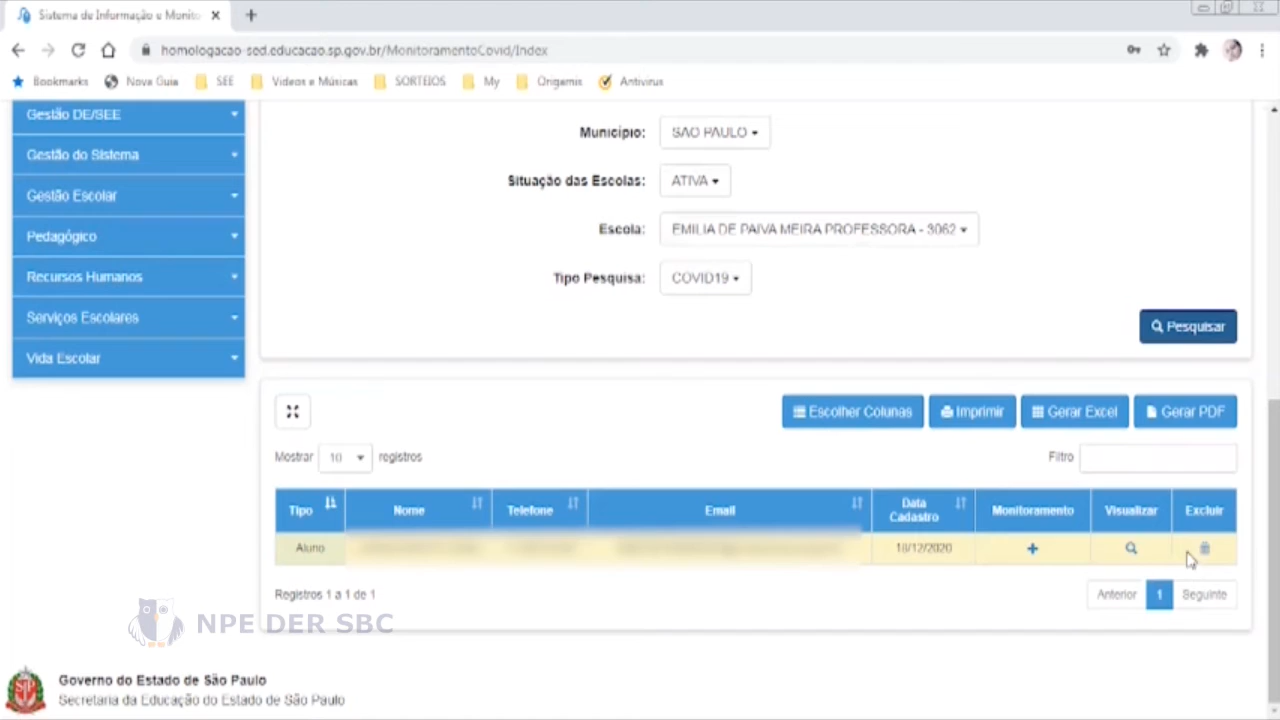 Sistema de Informação e Monito
homologacao-sed.educacao.sp.gov.br/MonitoramentoCovid/Index
Bookmarks Nova Guia SEE Videos e Músicas SORTEIOS My Origamis Antivirus
Gestão DE/SEE
Gestão do Sistema
Gestão Escolar
Pedagógico
Recursos Humanos
Serviços Escolares
Vida Escolar
Município: SAO PAULO
Situação das Escolas: ATIVA
Escola: EMILIA DE PAIVA MEIRA PROFESSORA - 3062
Tipo Pesquisa: COVID19
Pesquisar
Escolher Colunas Imprimir Gerar Excel Gerar PDF
Mostrar 10 registros Filtro
Tipo Nome Telefone Email Data Cadastro Monitoramento Visualizar Excluir
Aluno 18/12/2020
Registros 1 a 1 de 1 Anterior 1 Seguinte
NPE DER SBC
Governo do Estado de São Paulo
Secretaria da Educação do Estado de São Paulo